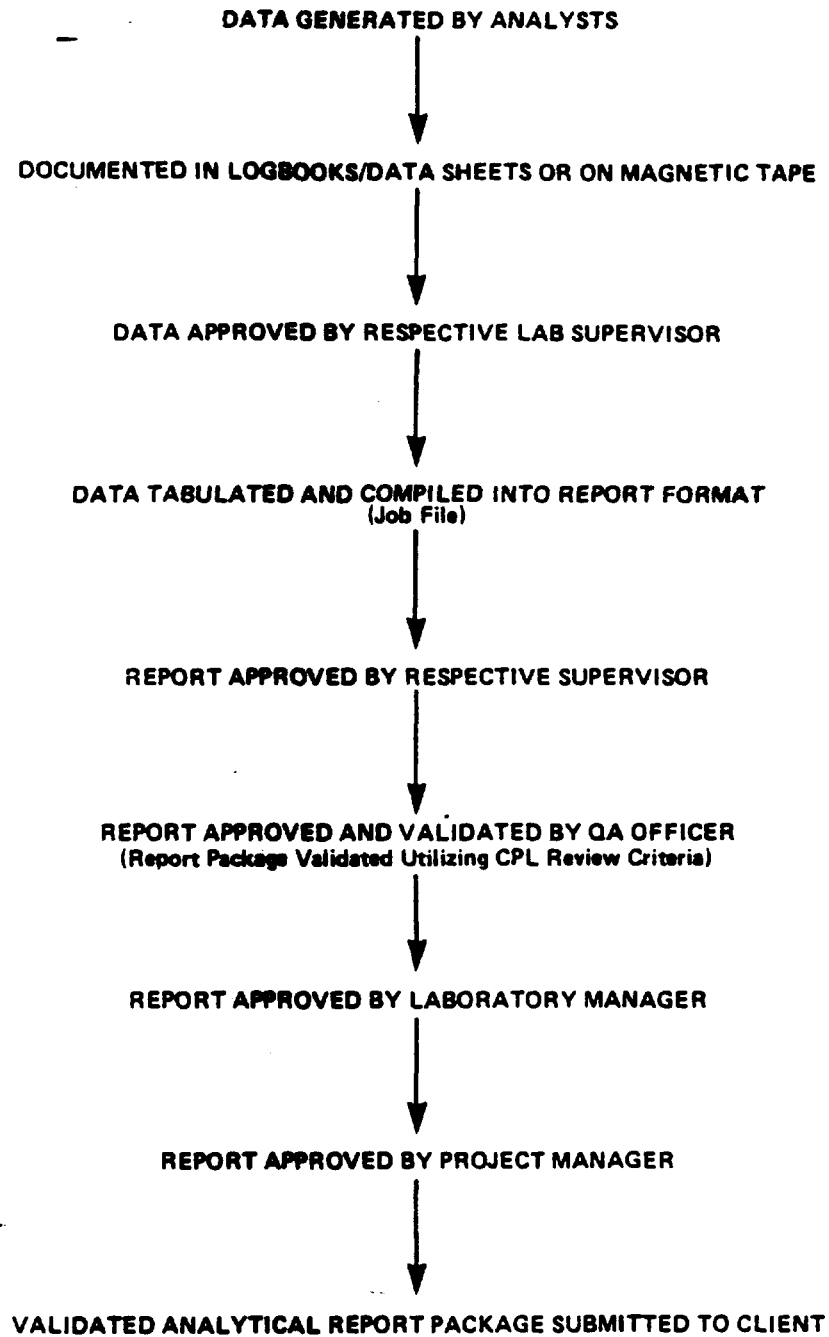 DATA GENERATED BY ANALYSTS
DOCUMENTED IN LOGBOOKS/DATA SHEETS OR ON MAGNETIC TAPE
DATA APPROVED BY RESPECTIVE LAB SUPERVISOR
DATA TABULATED AND COMPILED INTO REPORT FORMAT
(Job File)
REPORT APPROVED BY RESPECTIVE SUPERVISOR
REPORT APPROVED AND VALIDATED BY QA OFFICER
(Report Package Validated Utilizing CPL Review Criteria)
REPORT APPROVED BY LABORATORY MANAGER
REPORT APPROVED BY PROJECT MANAGER
VALIDATED ANALYTICAL REPORT PACKAGE SUBMITTED TO CLIENT